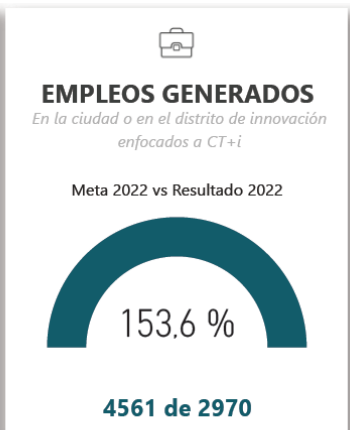 EMPLEOS GENERADOS
En la ciudad o en el distrito de innovación
enfocados a CT+i
Meta 2022 vs Resultado 2022
153,6 %
4561 de 2970